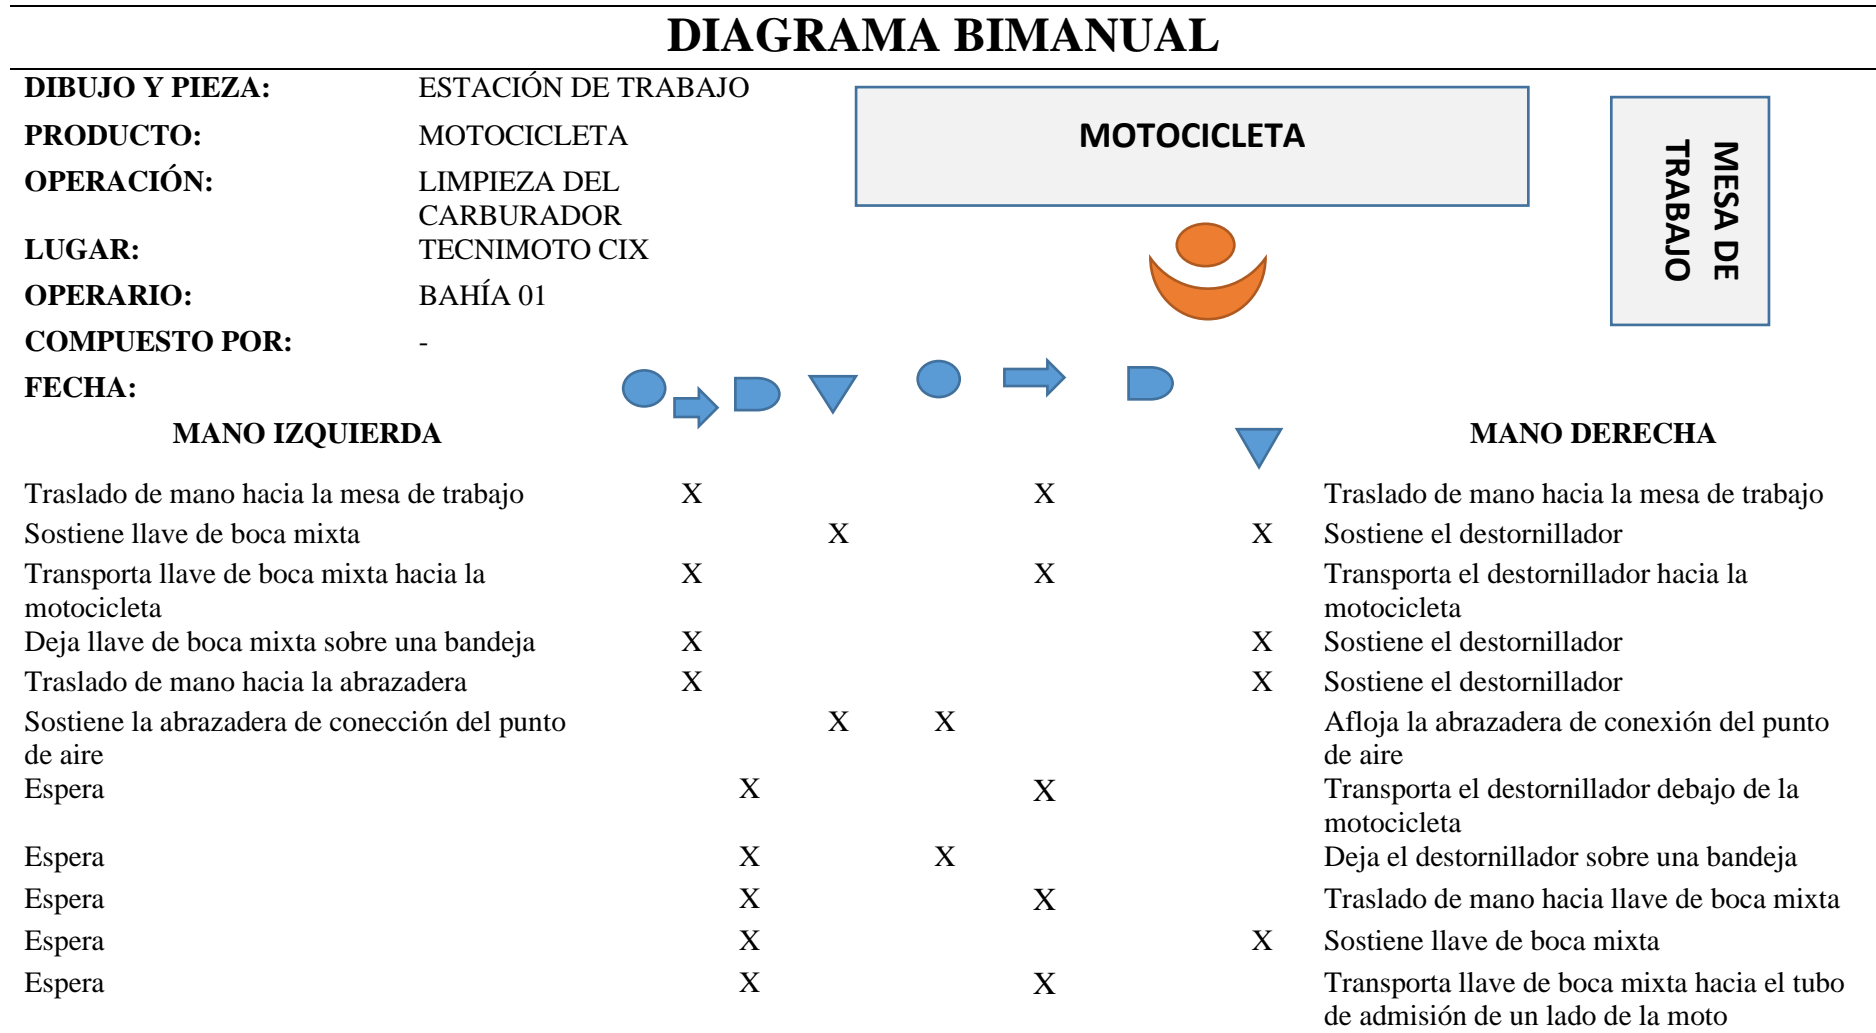 DIAGRAMA BIMANUAL
DIBUJO Y PIEZA: ESTACIÓN DE TRABAJO
PRODUCTO: MOTOCICLETA
OPERACIÓN: LIMPIEZA DEL
CARBURADOR
LUGAR: TECNIMOTO CIX
OPERARIO: BAHÍA 01
COMPUESTO POR: -
FECHA:
MOTOCICLETA
MESA DE
TRABAJO
MANO IZQUIERDA MANO DERECHA
Traslado de mano hacia la mesa de trabajo X X Traslado de mano hacia la mesa de trabajo
Sostiene llave de boca mixta X X Sostiene el destornillador
Transporta llave de boca mixta hacia la X X Transporta el destornillador hacia la
motocicleta motocicleta
Deja llave de boca mixta sobre una bandeja X X Sostiene el destornillador
Traslado de mano hacia la abrazadera X X Sostiene el destornillador
Sostiene la abrazadera de conección del punto X X Afloja la abrazadera de conexión del punto
de aire de aire
Espera X X Transporta el destornillador debajo de la
motocicleta
Espera X X Deja el destornillador sobre una bandeja
Espera X X Traslado de mano hacia llave de boca mixta
Espera X X Sostiene llave de boca mixta
Espera X X Transporta llave de boca mixta hacia el tubo
de admisión de un lado de la moto